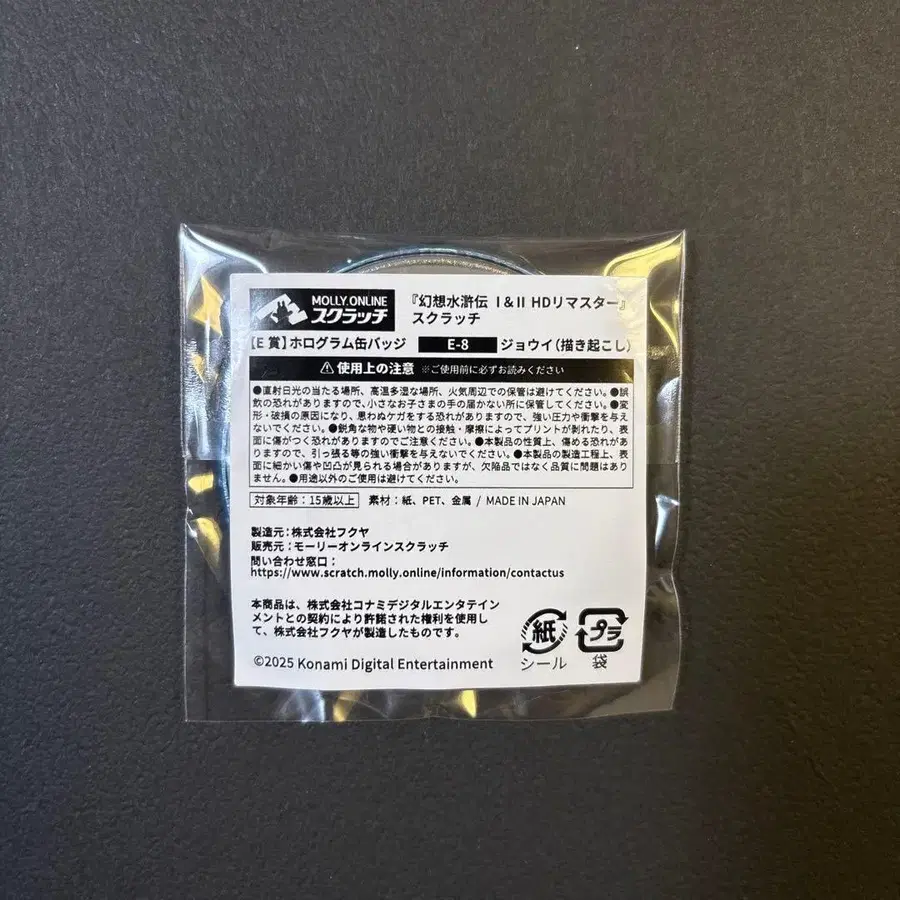 MOLLY.ONLINE
スクラッチ
『幻想水滸伝 I&II HDリマスター』
スクラッチ
【E 賞】ホログラム缶バッジ E-8 ジョウイ(描き起こし)
⚠使用上の注意 ※ご使用前に必ずお読みください
●直射日光の当たる場所、高温多湿な場所、火気周辺での保管は避けてください。●誤
飲の恐れがありますので、小さなお子さまの手の届かない所に保管してください。●変
形・破損の原因になり、思わぬケガをする恐れがありますので、強い圧力や衝撃を与え
ないでください。●鋭角な物や硬い物との接触・摩擦によってプリントが剥れたり、表
面に傷がつく恐れがありますのでご注意ください。●本製品の性質上、傷める恐れがあ
りますので、引っ張る等の強い衝撃を与えないでください。●本製品の製造工程上、表
面に細かい傷や凹凸が見られる場合がありますが、欠陥品ではなく品質に問題はあり
ません。●用途以外のご使用は避けてください。
対象年齢:15歳以上 素材:紙、PET、金属 / MADE IN JAPAN
製造元:株式会社フクヤ
販売元:モーリーオンラインスクラッチ
問い合わせ窓口:
https://www.scratch.molly.online/information/contactus
本商品は、株式会社コナミデジタルエンタテイン
メントとの契約により許諾された権利を使用し
て、株式会社フクヤが製造したものです。
©2025 Konami Digital Entertainment
紙
シール
プラ
袋